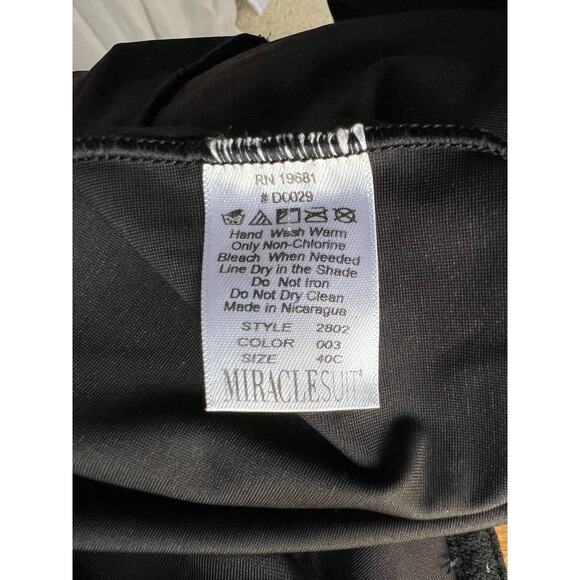 RN 19681
# D0029
Hand Wash Warm
Only Non-Chlorine
Bleach When Needed
Line Dry in the Shade
Do Not Iron
Do Not Dry Clean
Made in Nicaragua
STYLE 2802
COLOR 003
SIZE 40C
MIRACLESUIT®